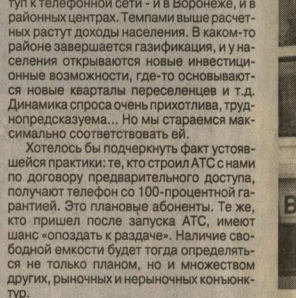 туп к телефонной сети - и в Воронеже, и в
районных центрах. Темпами выше расчет-
ных растут доходы населения. В каком-то
районе завершается газификация, и у на-
селения открываются новые инвестици-
онные возможности, где-то основывают-
ся новые кварталы переселенцев и т.д.
Динамика спроса очень прихотлива, труд-
нопредсказуема... Но мы стараемся мак-
симально соответствовать ей.
Хотелось бы подчеркнуть факт устояв-
шейся практики: те, кто строил АТС с нами
по договору предварительного доступа,
получают телефон со 100-процентной га-
рантией. Это плановые абоненты. Те же,
кто пришел после запуска АТС, имеют
шанс «опоздать к раздаче». Наличие сво-
бодной емкости будет тогда определять-
ся не только планом, но и множеством
других, рыночных и нерыночных конъюнк-
тур.
В